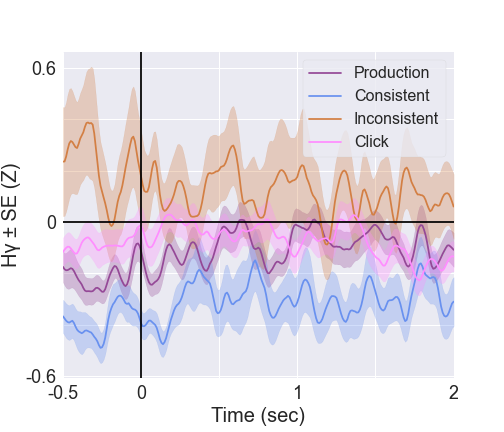 Production
Consistent
Inconsistent
Click
0.6
0
-0.6
Hγ ± SE (Z)
-0.5
0
1
2
Time (sec)